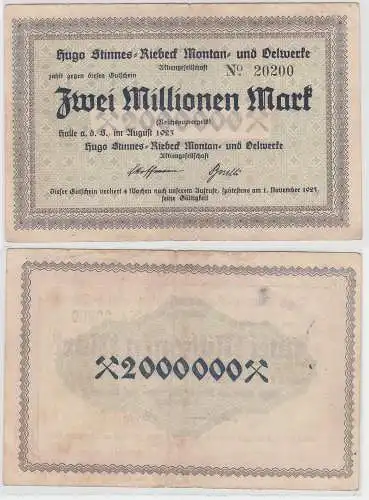 Hugo Stinnes-Riebeck Montan- und Oelwerke
Aktiengesellschaft
zahlt gegen diesen Gutschein
No 20200
Zwei Millionen Mark
(Reichspapiergeld)
Halle a. d. S., im August 1923
Hugo Stinnes-Riebeck Montan- und Oelwerke
Aktiengesellschaft
Dieser Gutschein verliert 4 Wochen nach unserem Aufrufe, spätestens am 1. November 1923,
seine Gültigkeit
2000000